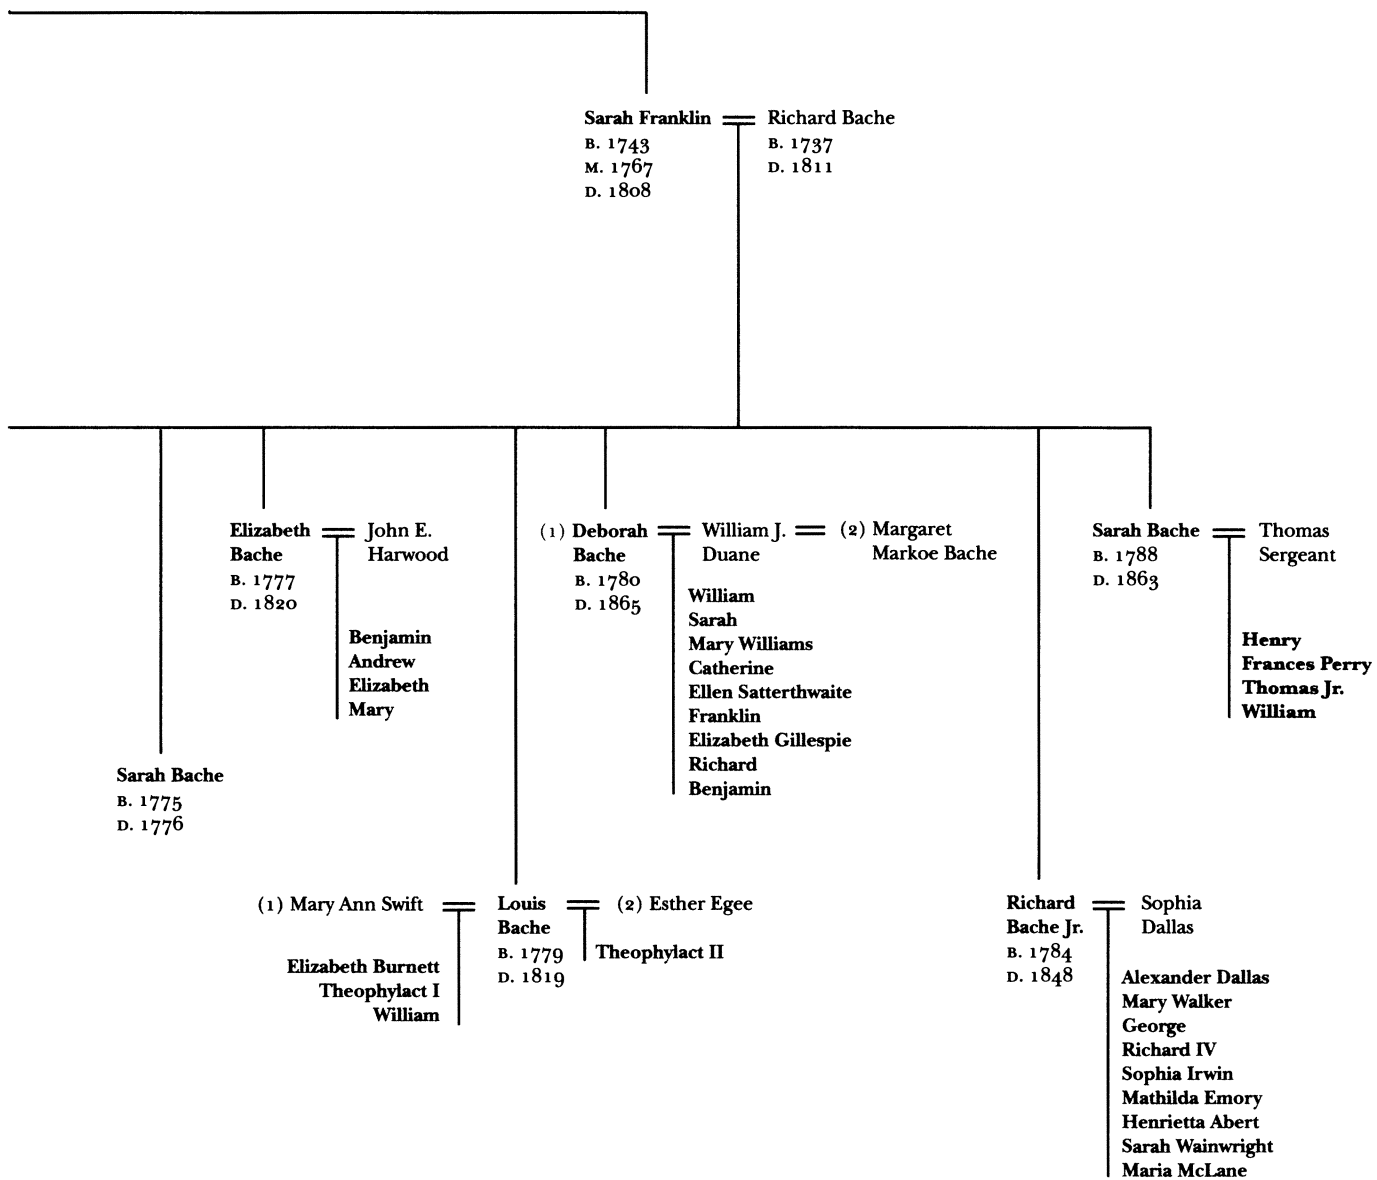 Sarah Franklin
B. 1743
M. 1767
D. 1808
Richard Bache
B. 1737
D. 1811
Elizabeth
Bache
B. 1777
D. 1820
John E.
Harwood
Benjamin
Andrew
Elizabeth
Mary
(1) Deborah
Bache
B. 1780
D. 1865
William J.
Duane
(2) Margaret
Markoe Bache
William
Sarah
Mary Williams
Catherine
Ellen Satterthwaite
Franklin
Elizabeth Gillespie
Richard
Benjamin
Sarah Bache
B. 1788
D. 1863
Thomas
Sergeant
Henry
Frances Perry
Thomas Jr.
William
Sarah Bache
B. 1775
D. 1776
(1) Mary Ann Swift
Louis
Bache
B. 1779
D. 1819
(2) Esther Egee
Elizabeth Burnett
Theophylact I
William
Theophylact II
Richard
Bache Jr.
B. 1784
D. 1848
Sophia
Dallas
Alexander Dallas
Mary Walker
George
Richard IV
Sophia Irwin
Mathilda Emory
Henrietta Abert
Sarah Wainwright
Maria McLane